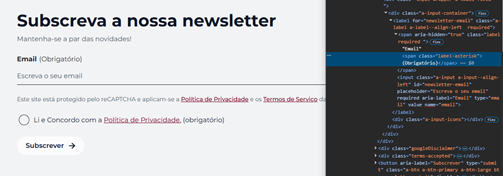 Subscreva a nossa newsletter
Mantenha-se a par das novidades!
Email (Obrigatório)
Escreva o seu email
Este site está protegido pelo reCAPTCHA e aplicam-se a Política de Privacidade e os Termos de Serviço da
Li e Concordo com a Política de Privacidade. (obrigatório)
Subscrever →
<div class="a-input-container"> flex
<label for="newsletter-email" class="a-label a-label--align-left required">
<span aria-hidden="true" class="label required "> flex
"Email"
<span class="label-asterisk">
(Obrigatório)</span> == $0
</span>
<input class="a-input a-input--align-left" id="newsletter-email" placeholder="Escreva o seu email" required aria-label="Email" type="email" value name="email">
</label>
<div class="a-input-icons"> flex
</div>
</div>
<div class="googleDisclaimer"> </div>
<div class="terms-accepted"> </div>
<button aria-label="Subscrever" type="submit" class="a-btn a-btn-primary a-btn-large bt